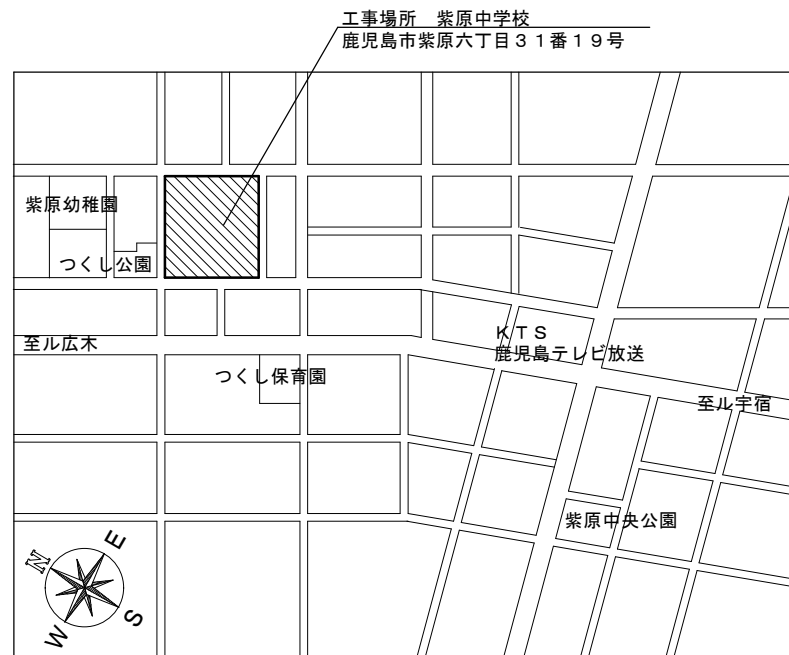 工事場所　紫原中学校
鹿児島市紫原六丁目３１番１９号
紫原幼稚園
つくし公園
至ル広木
ＫＴＳ
鹿児島テレビ放送
つくし保育園
至ル宇宿
紫原中央公園
N
E
W
S